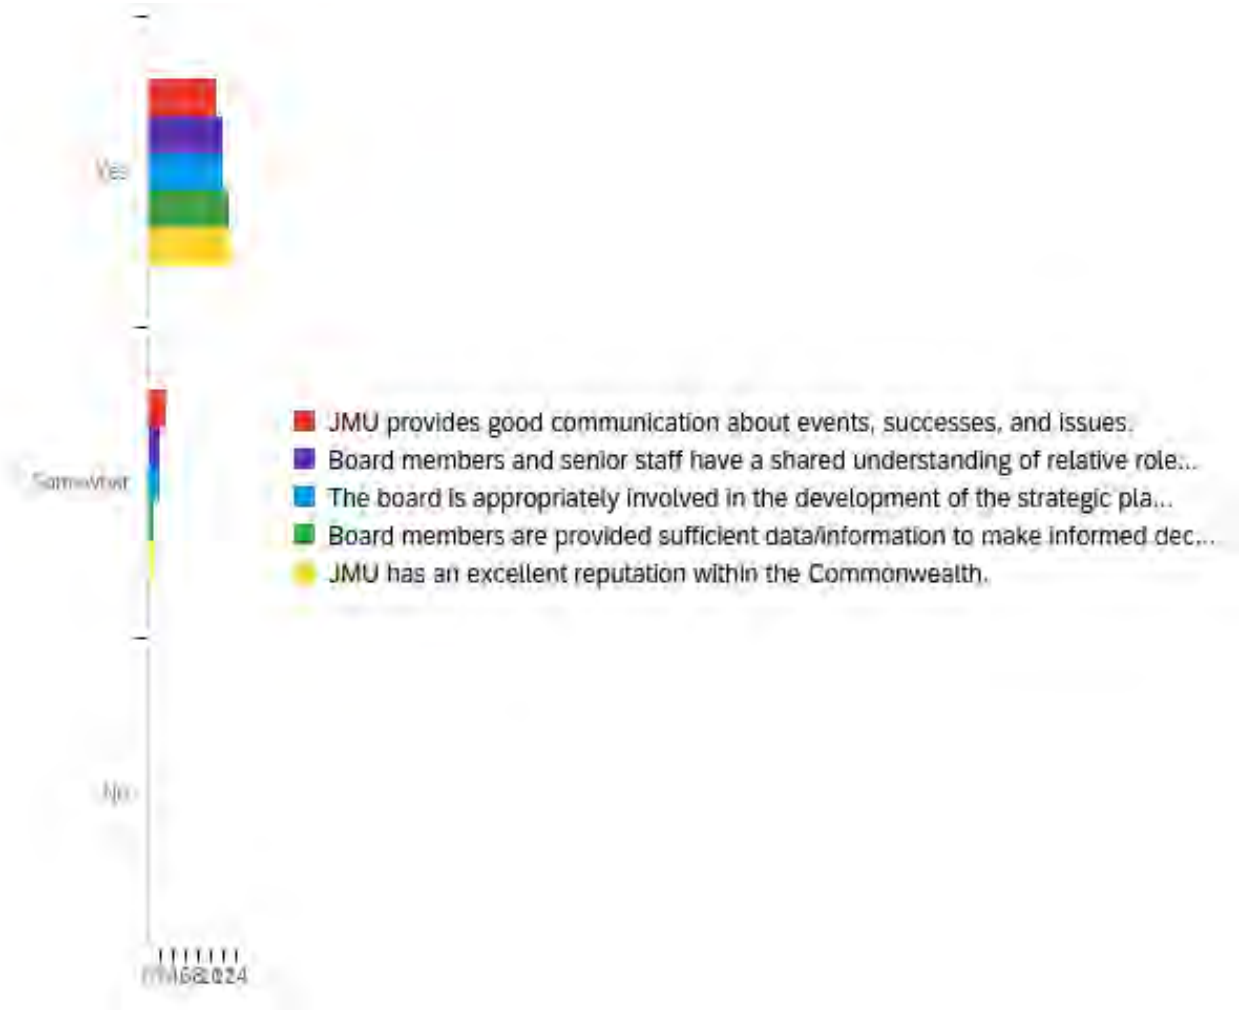 Yes
JMU provides good communication about events, successes, and issues.
Board members and senior staff have a shared understanding of relative role...
Somewhat
The board is appropriately involved in the development of the strategic pla...
Board members are provided sufficient data/information to make informed dec...
JMU has an excellent reputation within the Commonwealth.
No